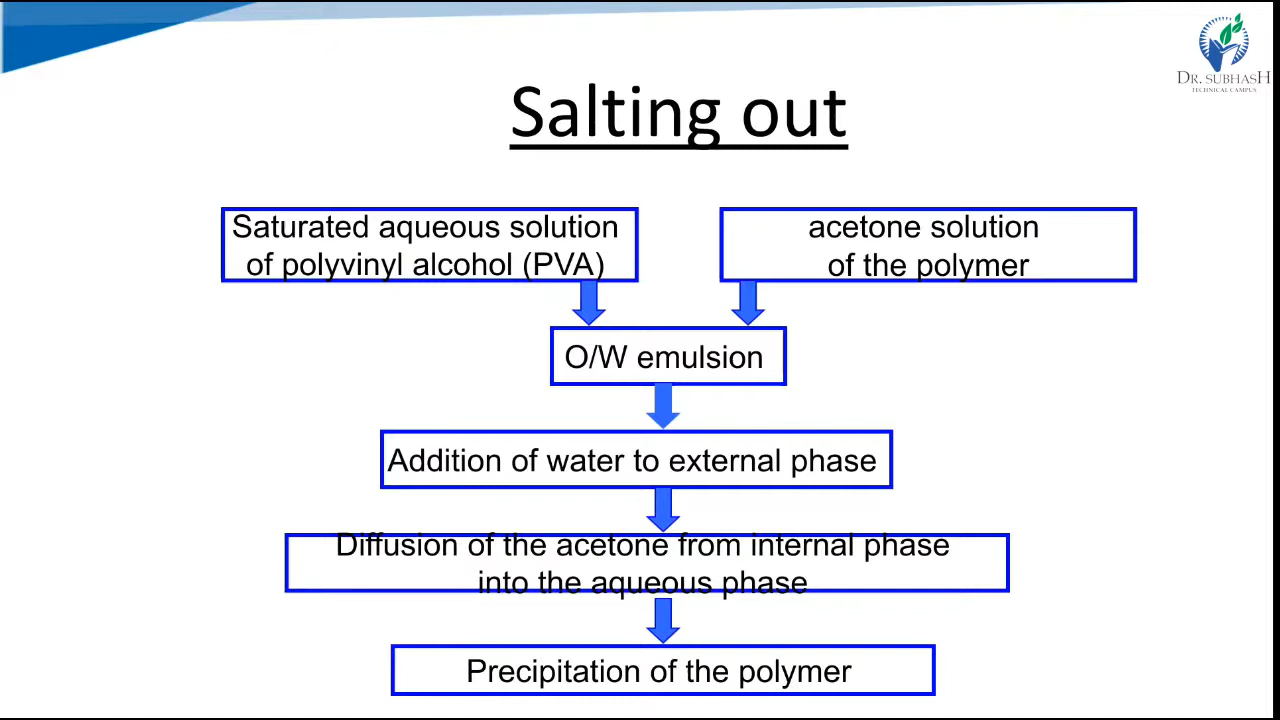 DR. SUBHASH
TECHNICAL CAMPUS
Salting out
Saturated aqueous solution
of polyvinyl alcohol (PVA)
acetone solution
of the polymer
O/W emulsion
Addition of water to external phase
Diffusion of the acetone from internal phase
into the aqueous phase
Precipitation of the polymer